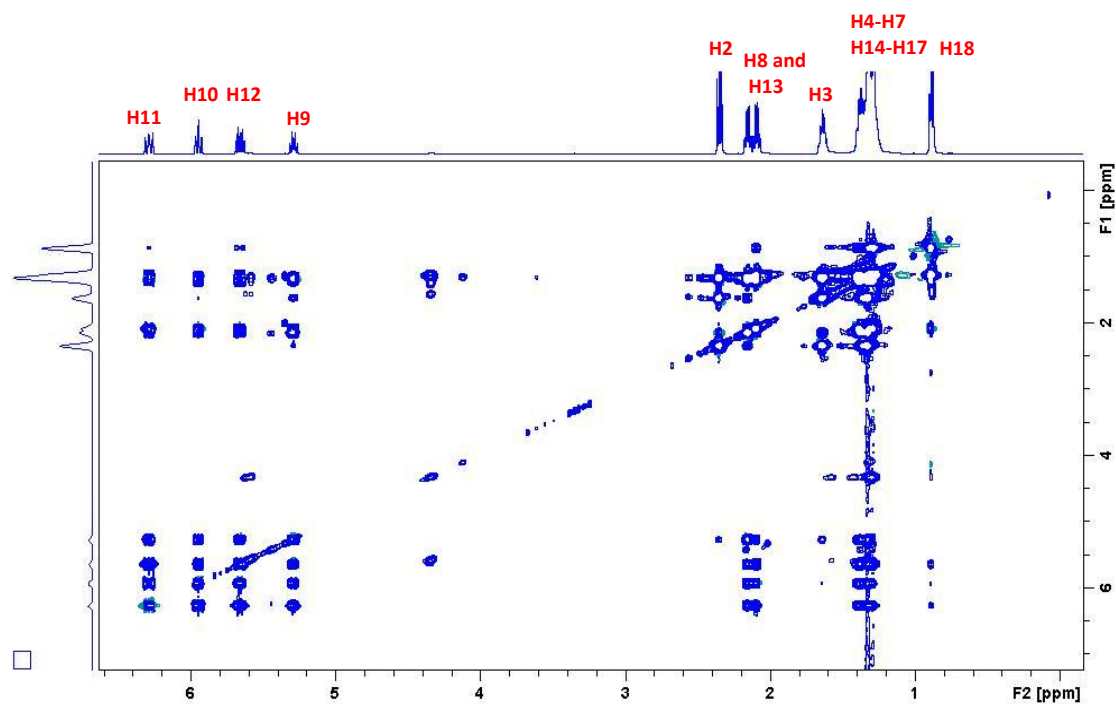 H4-H7
H2 H8 and H14-H17 H18
H13
H11 H10 H12 H9 H3
F1 [ppm]
2
4
6
6 5 4 3 2 1 F2 [ppm]